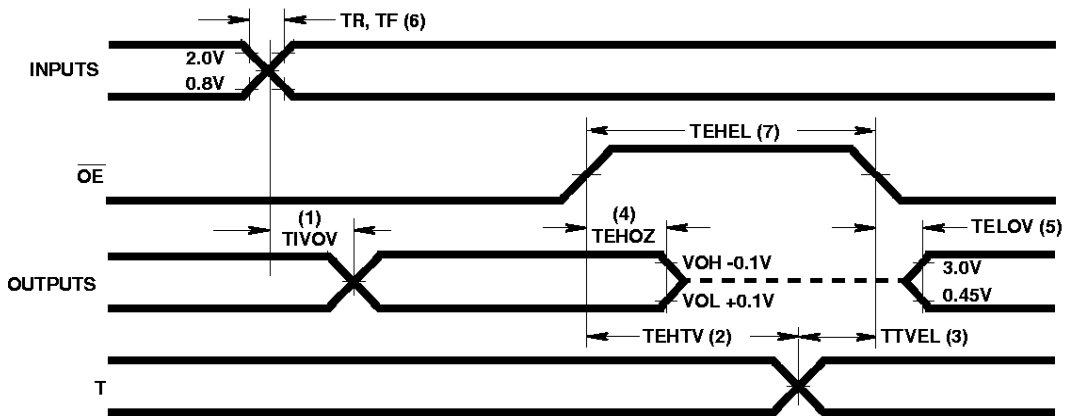 TR, TF (6)
INPUTS
2.0V
0.8V
TEHEL (7)
OE
(1)
TIVOV
(4)
TEHOZ
TELOV (5)
OUTPUTS
VOH -0.1V
VOL +0.1V
3.0V
0.45V
TEHTV (2)
TTVEL (3)
T